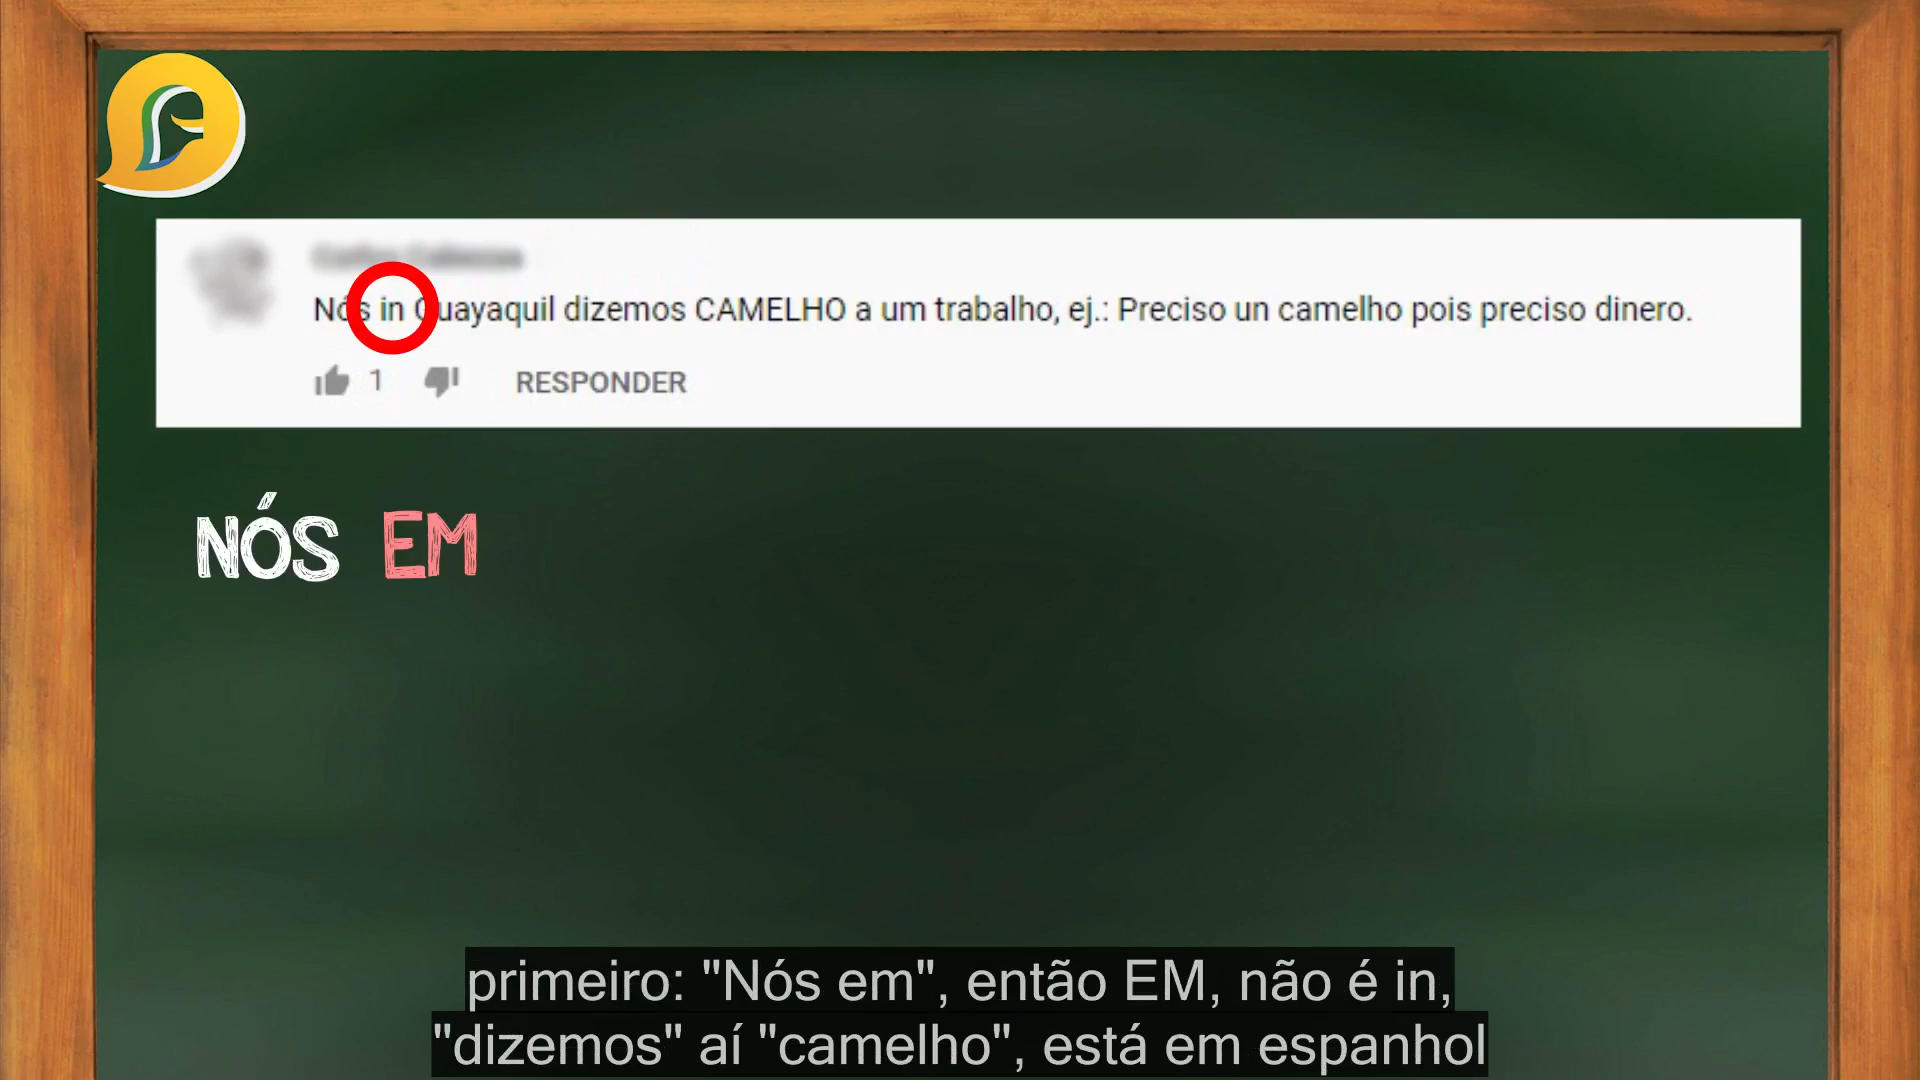 Nós in Guayaquil dizemos CAMELHO a um trabalho, ej.: Preciso un camelho pois preciso dinero.
1 RESPONDER
NÓS EM
primeiro: "Nós em", então EM, não é in,
"dizemos" aí "camelho", está em espanhol